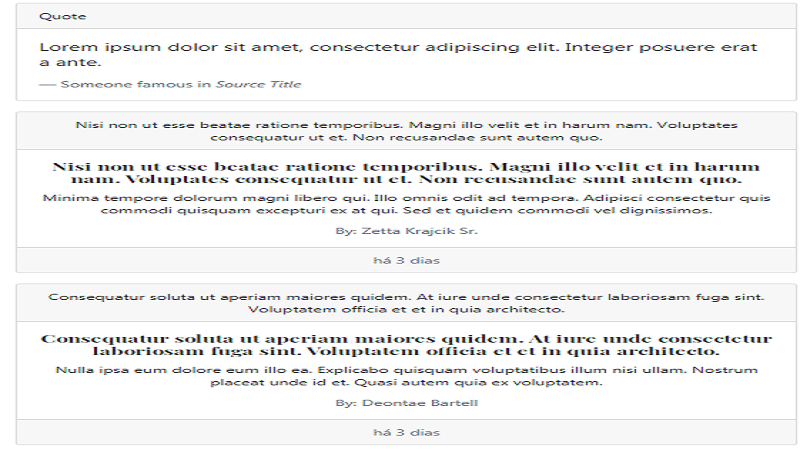 Quote
Lorem ipsum dolor sit amet, consectetur adipiscing elit. Integer posuere erat
a ante.
— Someone famous in Source Title
Nisi non ut esse beatae ratione temporibus. Magni illo velit et in harum nam. Voluptates
consequatur ut et. Non recusandae sunt autem quo.
Nisi non ut esse beatae ratione temporibus. Magni illo velit et in harum
nam. Voluptates consequatur ut et. Non recusandae sunt autem quo.
Minima tempore dolorum magni libero qui. Illo omnis odit ad tempora. Adipisci consectetur quis
commodi quisquam excepturi ex at qui. Sed et quidem commodi vel dignissimos.
By: Zetta Krajcik Sr.
há 3 dias
Consequatur soluta ut aperiam maiores quidem. At iure unde consectetur laboriosam fuga sint.
Voluptatem officia et et in quia architecto.
Consequatur soluta ut aperiam maiores quidem. At iure unde consectetur
laboriosam fuga sint. Voluptatem officia et et in quia architecto.
Nulla ipsa eum dolore eum illo ea. Explicabo quisquam voluptatibus illum nisi ullam. Nostrum
placeat unde id et. Quasi autem quia ex voluptatem.
By: Deontae Bartell
há 3 dias